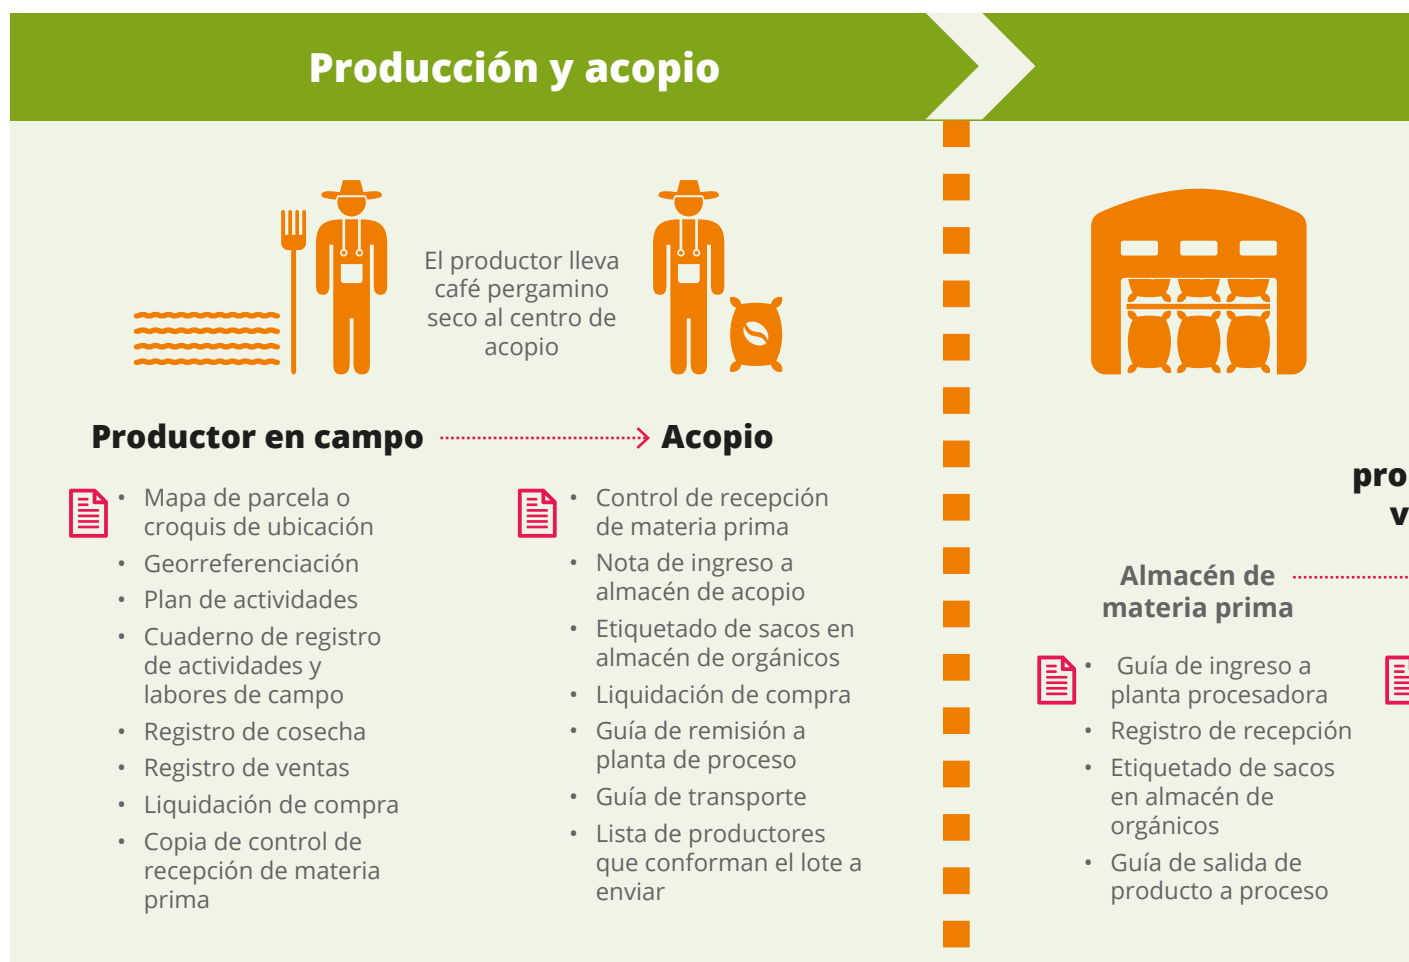 Producción y acopio
El productor lleva
café pergamino
seco al centro de
acopio
Productor en campo
Acopio
• Mapa de parcela o
croquis de ubicación
• Georreferenciación
• Plan de actividades
• Cuaderno de registro
de actividades y
labores de campo
• Registro de cosecha
• Registro de ventas
• Liquidación de compra
• Copia de control de
recepción de materia
prima
• Control de recepción
de materia prima
• Nota de ingreso a
almacén de acopio
• Etiquetado de sacos en
almacén de orgánicos
• Liquidación de compra
• Guía de remisión a
planta de proceso
• Guía de transporte
• Lista de productores
que conforman el lote a
enviar
pro
v
Almacén de
materia prima
• Guía de ingreso a
planta procesadora
• Registro de recepción
• Etiquetado de sacos
en almacén de
orgánicos
• Guía de salida de
producto a proceso